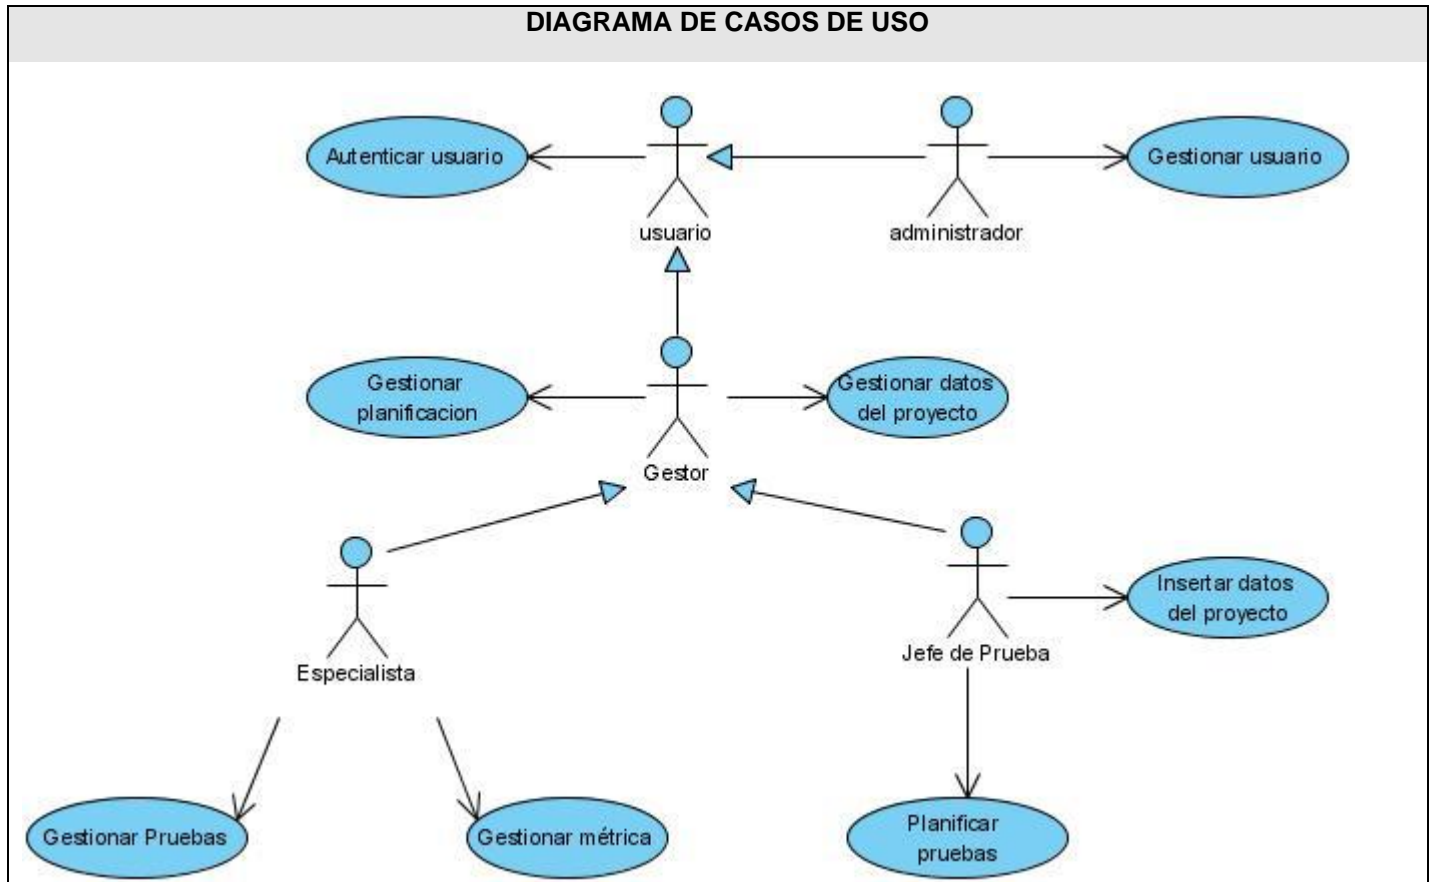 DIAGRAMA DE CASOS DE USO
Autenticar usuario
Gestionar usuario
usuario
administrador
Gestionar
planificacion
Gestionar datos
del proyecto
Gestor
Insertar datos
del proyecto
Jefe de Prueba
Especialista
Gestionar Pruebas
Gestionar métrica
Planificar
pruebas